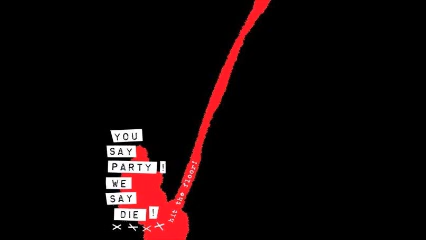 YOU
SAY
PARTY!
WE
SAY
DIE!
hit the floor!